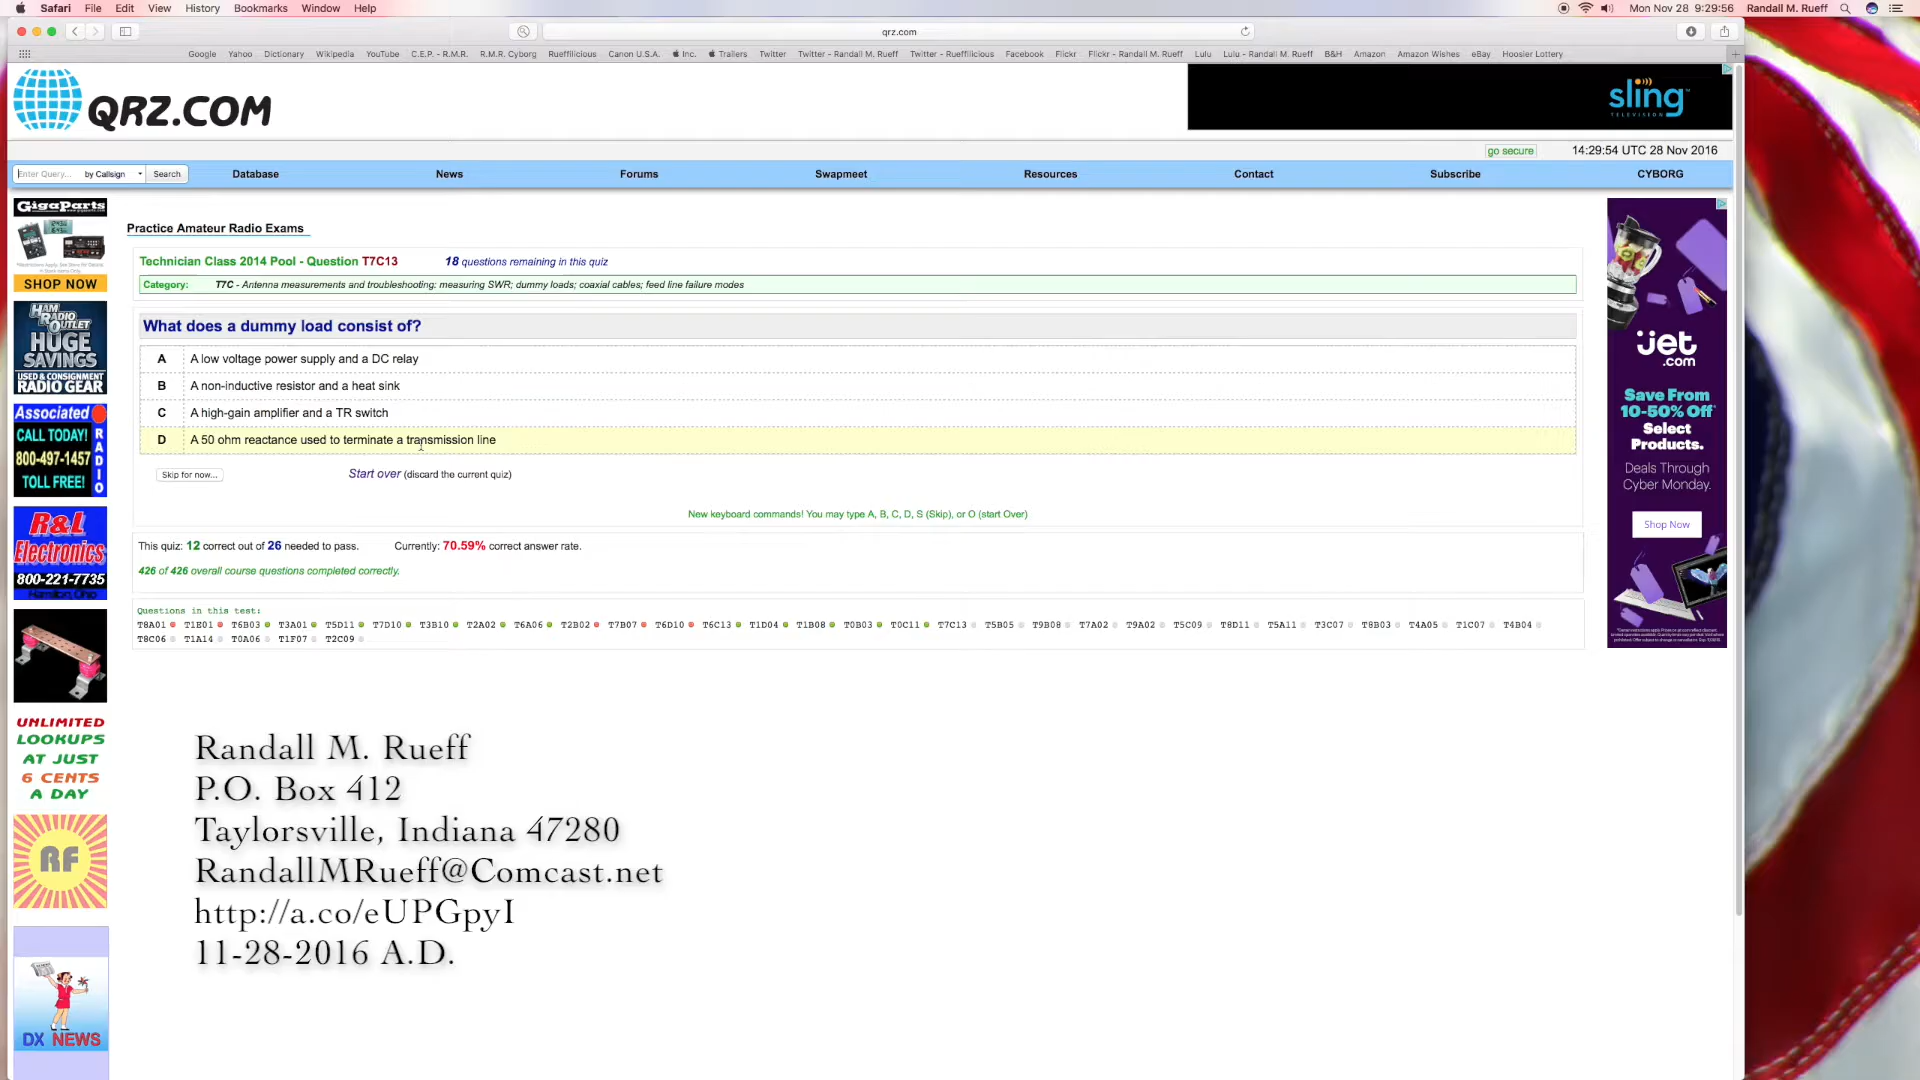 Safari File Edit View History Bookmarks Window Help
Mon Nov 28 9:29:56 Randall M. Rueff
qrz.com
Google Yahoo Dictionary Wikipedia YouTube C.E.P. - R.M.R. R.M.R. Cyborg Rueffilicious Canon U.S.A. Inc. Trailers Twitter Twitter - Randall M. Rueff Twitter - Rueffilicious Facebook Flickr Flickr - Randall M. Rueff Lulu Lulu - Randall M. Rueff B&H Amazon Amazon Wishes eBay Hoosier Lottery
QRZ.COM
sling
TELEVISION
go secure 14:29:54 UTC 28 Nov 2016
Enter Query... by Callsign Search Database News Forums Swapmeet Resources Contact Subscribe CYBORG
GigaParts
SHOP NOW
HAM RADIO OUTLET
HUGE
SAVINGS
USED & CONSIGNMENT
RADIO GEAR
Associated
RADIO
CALL TODAY!
800-497-1457
TOLL FREE!
R&L
Electronics
800-221-7735
Hamilton, Ohio
UNLIMITED
LOOKUPS
AT JUST
6 CENTS
A DAY
RF
DX NEWS
Practice Amateur Radio Exams
Technician Class 2014 Pool - Question T7C13 18 questions remaining in this quiz
Category: T7C - Antenna measurements and troubleshooting: measuring SWR; dummy loads; coaxial cables; feed line failure modes
What does a dummy load consist of?
A A low voltage power supply and a DC relay
B A non-inductive resistor and a heat sink
C A high-gain amplifier and a TR switch
D A 50 ohm reactance used to terminate a transmission line
Skip for now... Start over (discard the current quiz)
New keyboard commands! You may type A, B, C, D, S (Skip), or O (start Over)
This quiz: 12 correct out of 26 needed to pass. Currently: 70.59% correct answer rate.
426 of 426 overall course questions completed correctly.
Questions in this test:
T8A01 T1E01 T6B03 T3A01 T5D11 T7D10 T3B10 T2A02 T6A06 T2B02 T7B07 T6D10 T6C13 T1D04 T1B08 T0B03 T0C11 T7C13 T5B05 T9B08 T7A02 T9A02 T5C09 T8D11 T5A11 T3C07 T8B03 T4A05 T1C07 T4B04
T8C06 T1A14 T0A06 T1F07 T2C09
jet
.com
Save From
10-50% Off*
Select
Products.
Deals Through
Cyber Monday.
Shop Now
Randall M. Rueff
P.O. Box 412
Taylorsville, Indiana 47280
RandallMRueff@Comcast.net
http://a.co/eUPGpyI
11-28-2016 A.D.